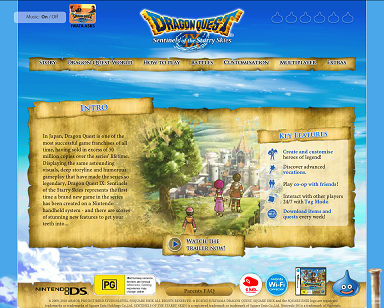 Music: On / Off
DRAGON QUEST
IX
Sentinels of the Starry Skies
STORY
DRAGON QUEST WORLD
HOW TO PLAY
BATTLES
CUSTOMISATION
MULTIPLAYER
EXTRAS
INTRO
In Japan, Dragon Quest is one of the
most successful game franchises of all
time, having sold in excess of 50
million copies over the series' lifetime.
Displaying the same astounding
visuals, deep storyline and humorous
gameplay that have made the series so
legendary, Dragon Quest IX: Sentinels
of the Starry Skies represents the first
time a brand new game in the series
has been created on a Nintendo
handheld system - and there are scores
of stunning new features to get your
teeth into...
KEY FEATURES
Create and customise
heroes of legend!
Discover advanced
vocations.
Play co-op with friends!
Interact with other players
24/7 with Tag Mode.
Download items and
quests every week!
WATCH THE
TRAILER NOW!
NINTENDO DS
PG
Parents FAQ
Wi-Fi